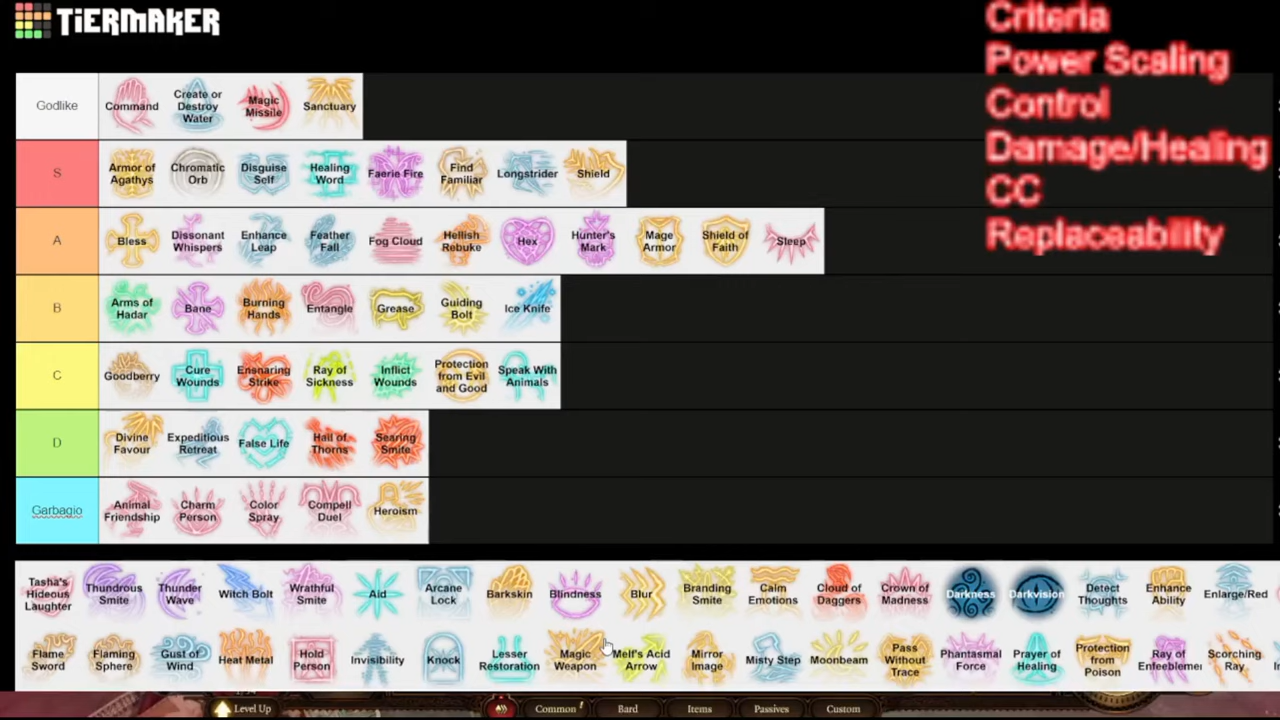 TIERMAKER
Criteria
Power Scaling
Control
Damage/Healing
CC
Replaceability
Godlike
Command
Create or
Destroy
Water
Magic
Missile
Sanctuary
S
Armor of
Agathys
Chromatic
Orb
Disguise
Self
Healing
Word
Faerie Fire
Find
Familiar
Longstrider
Shield
A
Bless
Dissonant
Whispers
Enhance
Leap
Feather
Fall
Fog Cloud
Hellish
Rebuke
Hex
Hunter's
Mark
Mage
Armor
Shield of
Faith
Sleep
B
Arms of
Hadar
Bane
Burning
Hands
Entangle
Grease
Guiding
Bolt
Ice Knife
C
Goodberry
Cure
Wounds
Ensnaring
Strike
Ray of
Sickness
Inflict
Wounds
Protection
from Evil
and Good
Speak With
Animals
D
Divine
Favour
Expeditious
Retreat
False Life
Hail of
Thorns
Searing
Smite
Garbagio
Animal
Friendship
Charm
Person
Color
Spray
Compell
Duel
Heroism
Tasha's
Hideous
Laughter
Thundrous
Smite
Thunder
Wave
Witch Bolt
Wrathful
Smite
Aid
Arcane
Lock
Barkskin
Blindness
Blur
Branding
Smite
Calm
Emotions
Cloud of
Daggers
Crown of
Madness
Darkness
Darkvision
Detect
Thoughts
Enhance
Ability
Enlarge/Red
Flame
Sword
Flaming
Sphere
Gust of
Wind
Heat Metal
Hold
Person
Invisibility
Knock
Lesser
Restoration
Magic
Weapon
Melf's Acid
Arrow
Mirror
Image
Misty Step
Moonbeam
Pass
Without
Trace
Phantasmal
Force
Prayer of
Healing
Protection
from
Poison
Ray of
Enfeebleme
Scorching
Ray
Level Up
Common
Bard
Items
Passives
Custom